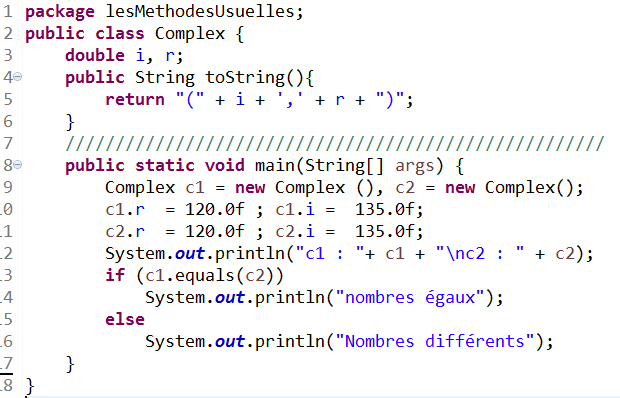 1 package lesMethodesUsuelles;
2 public class Complex {
3     double i, r;
4     public String toString(){
5         return "(" + i + ',' + r + ")";
6     }
7     //////////////////////////////////////////////////////
8     public static void main(String[] args) {
9         Complex c1 = new Complex (), c2 = new Complex();
0         c1.r  = 120.0f ; c1.i =  135.0f;
1         c2.r  = 120.0f ; c2.i =  135.0f;
2         System.out.println("c1 : "+ c1 + "\nc2 : " + c2);
3         if (c1.equals(c2))
4             System.out.println("nombres égaux");
5         else
6             System.out.println("Nombres différents");
7     }
8 }